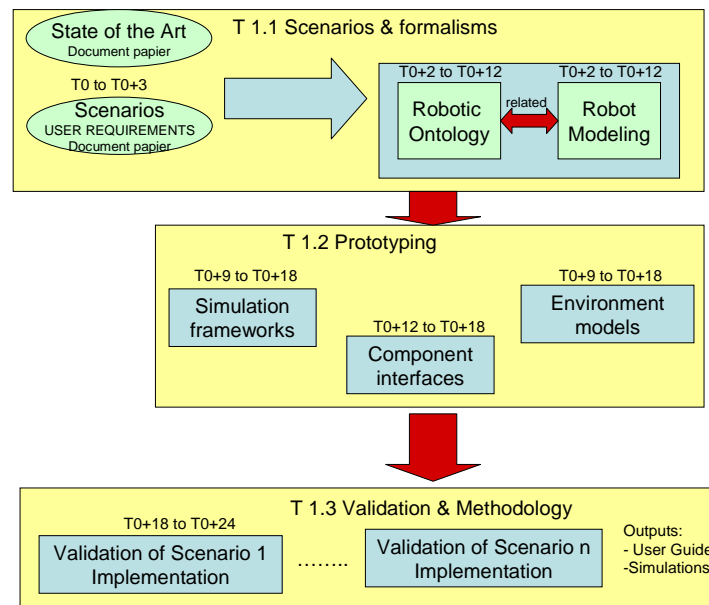 T 1.1 Scenarios & formalisms
State of the Art
Document papier
T0 to T0+3
Scenarios
USER REQUIREMENTS
Document papier
T0+2 to T0+12
T0+2 to T0+12
Robotic
Ontology
related
Robot
Modeling
T 1.2 Prototyping
T0+9 to T0+18
Simulation
frameworks
T0+12 to T0+18
Component
interfaces
T0+9 to T0+18
Environment
models
T 1.3 Validation & Methodology
T0+18 to T0+24
Validation of Scenario 1
Implementation
........
Validation of Scenario n
Implementation
Outputs:
- User Guide
-Simulations